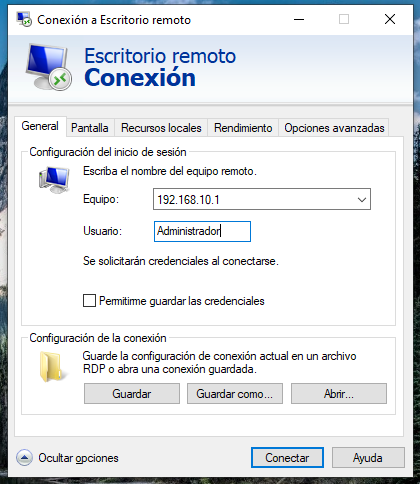 Conexión a Escritorio remoto
Escritorio remoto
Conexión
General Pantalla Recursos locales Rendimiento Opciones avanzadas
Configuración del inicio de sesión
Escriba el nombre del equipo remoto.
Equipo: 192.168.10.1
Usuario: Administrador
Se solicitarán credenciales al conectarse.
Permitirme guardar las credenciales
Configuración de la conexión
Guarde la configuración de conexión actual en un archivo
RDP o abra una conexión guardada.
Guardar Guardar como... Abrir...
Ocultar opciones Conectar Ayuda